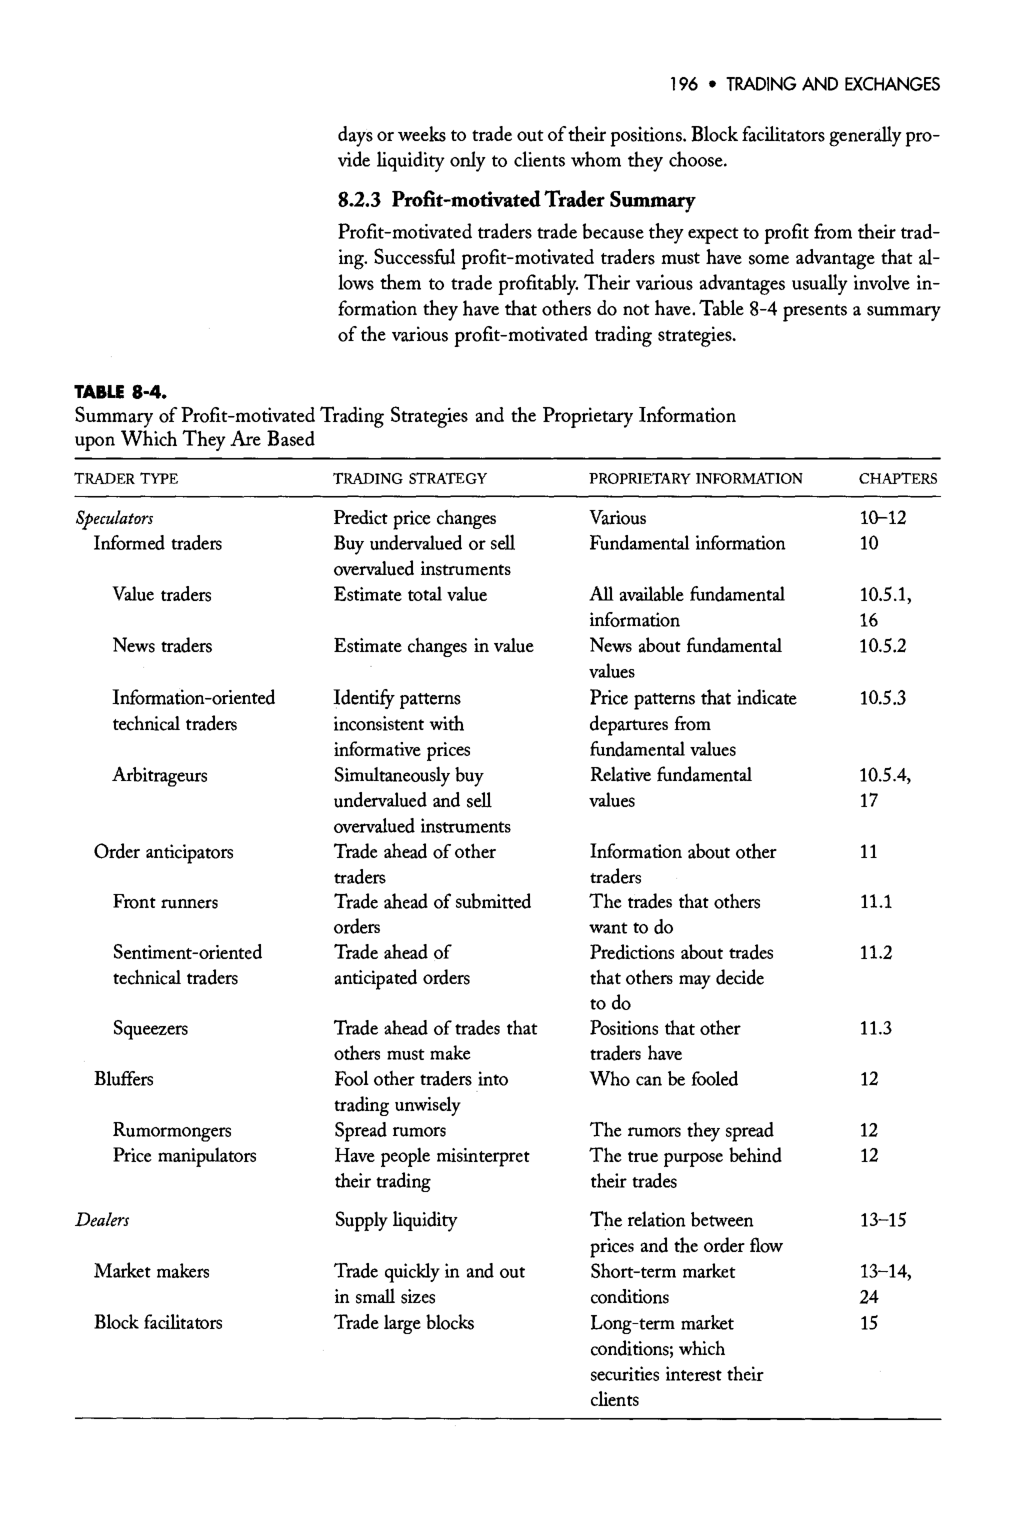 196 • TRADING AND EXCHANGES
days or weeks to trade out of their positions. Block facilitators generally pro-
vide liquidity only to clients whom they choose.
8.2.3 Profit-motivated Trader Summary
Profit-motivated traders trade because they expect to profit from their trad-
ing. Successful profit-motivated traders must have some advantage that al-
lows them to trade profitably. Their various advantages usually involve in-
formation they have that others do not have. Table 8-4 presents a summary
of the various profit-motivated trading strategies.
TABLE 8-4.
Summary of Profit-motivated Trading Strategies and the Proprietary Information
upon Which They Are Based
TRADER TYPE TRADING STRATEGY PROPRIETARY INFORMATION CHAPTERS
Speculators Predict price changes Various 10–12
Informed traders Buy undervalued or sell Fundamental information 10
overvalued instruments
Value traders Estimate total value All available fundamental 10.5.1,
information 16
News traders Estimate changes in value News about fundamental 10.5.2
values
Information-oriented Identify patterns Price patterns that indicate 10.5.3
technical traders inconsistent with departures from
informative prices fundamental values
Arbitrageurs Simultaneously buy Relative fundamental 10.5.4,
undervalued and sell values 17
overvalued instruments
Order anticipators Trade ahead of other Information about other 11
traders traders
Front runners Trade ahead of submitted The trades that others 11.1
orders want to do
Sentiment-oriented Trade ahead of Predictions about trades 11.2
technical traders anticipated orders that others may decide
to do
Squeezers Trade ahead of trades that Positions that other 11.3
others must make traders have
Bluffers Fool other traders into Who can be fooled 12
trading unwisely
Rumormongers Spread rumors The rumors they spread 12
Price manipulators Have people misinterpret The true purpose behind 12
their trading their trades
Dealers Supply liquidity The relation between 13–15
prices and the order flow
Market makers Trade quickly in and out Short-term market 13–14,
in small sizes conditions 24
Block facilitators Trade large blocks Long-term market 15
conditions; which
securities interest their
clients